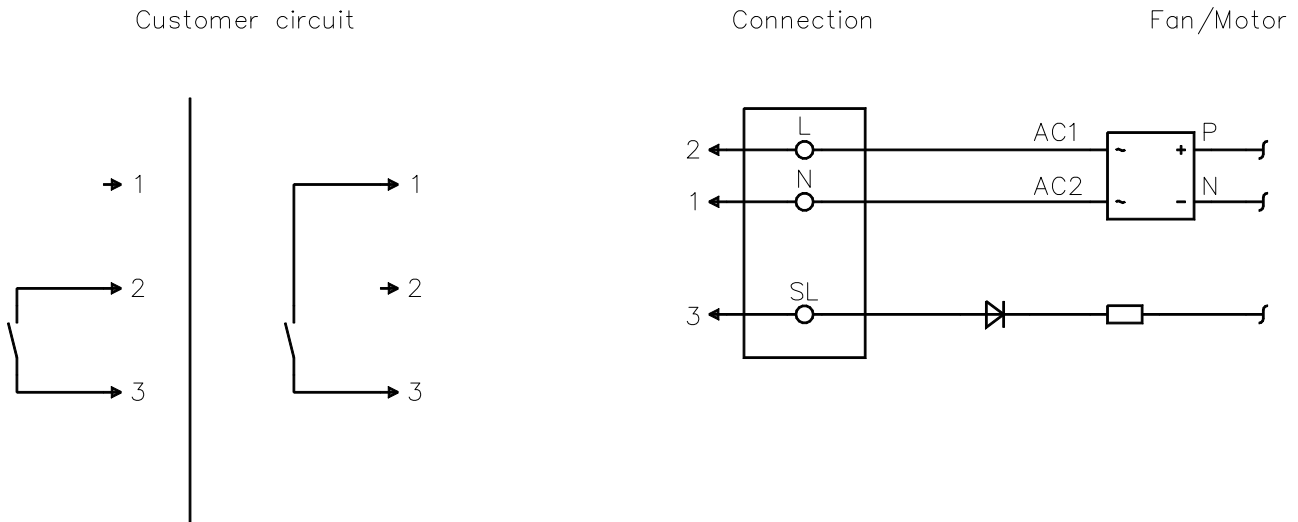 Customer circuit
Connection
Fan/Motor
1
2
3
1
2
3
2
L
AC1
~
+
P
1
N
AC2
~
-
N
3
SL